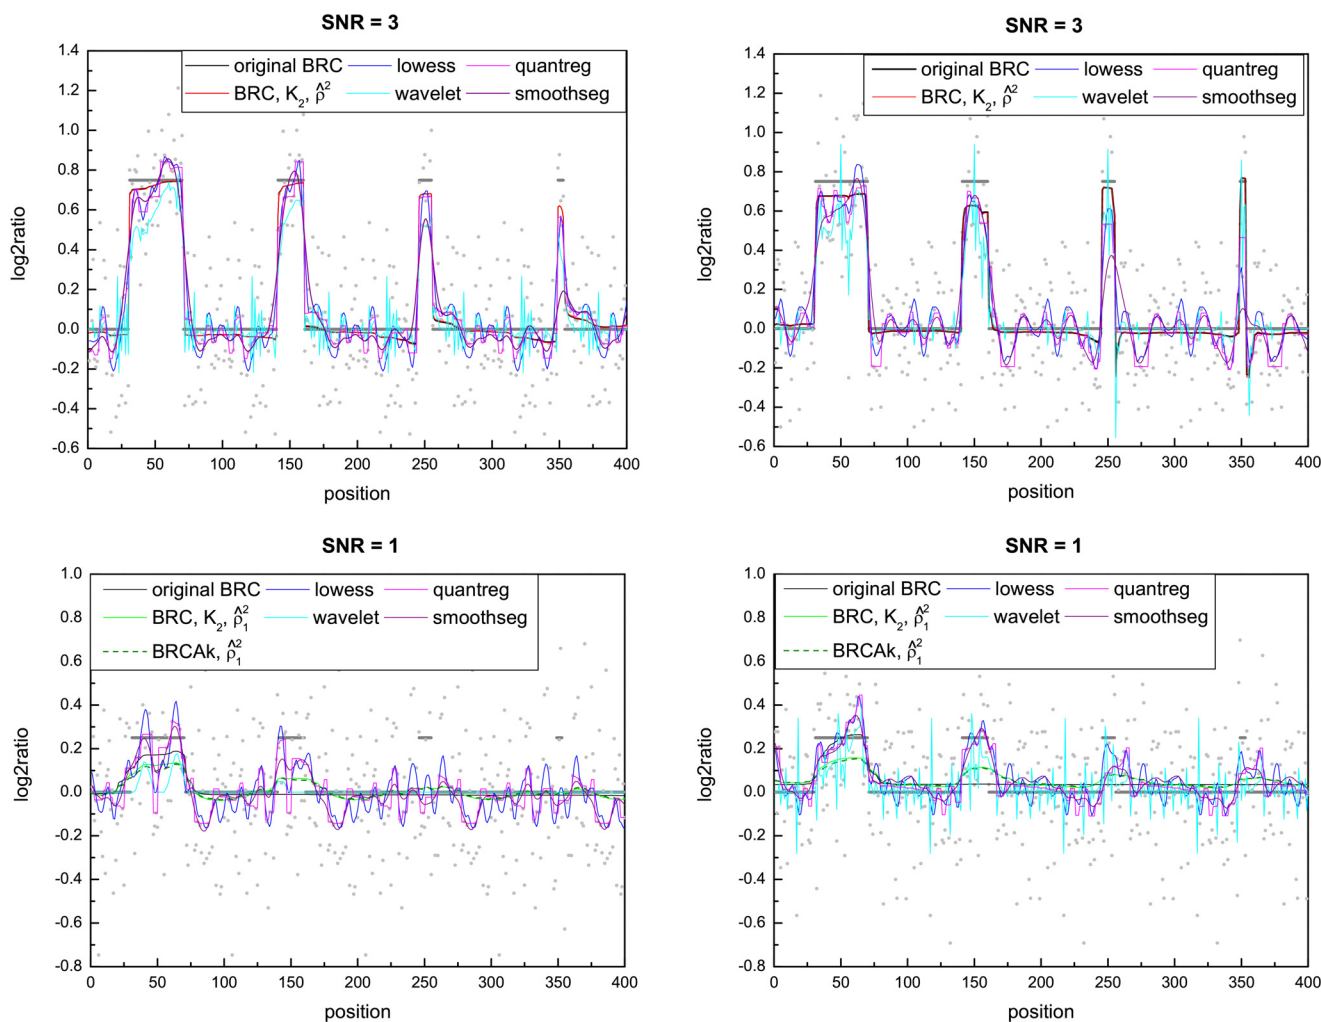 SNR = 3
original BRC lowess quantreg
BRC, K₂, ρ̂² wavelet smoothseg
log2ratio
1.4
1.2
1.0
0.8
0.6
0.4
0.2
0.0
-0.2
-0.4
-0.6
0 50 100 150 200 250 300 350 400
position
SNR = 3
original BRC lowess quantreg
BRC, K₂, ρ̂² wavelet smoothseg
log2ratio
1.4
1.2
1.0
0.8
0.6
0.4
0.2
0.0
-0.2
-0.4
-0.6
0 50 100 150 200 250 300 350 400
position
SNR = 1
original BRC lowess quantreg
BRC, K₂, ρ̂₁² wavelet smoothseg
BRCAk, ρ̂₁²
log2ratio
1.0
0.8
0.6
0.4
0.2
0.0
-0.2
-0.4
-0.6
-0.8
0 50 100 150 200 250 300 350 400
position
SNR = 1
original BRC lowess quantreg
BRC, K₂, ρ̂₁² wavelet smoothseg
BRCAk, ρ̂₁²
log2ratio
1.0
0.8
0.6
0.4
0.2
0.0
-0.2
-0.4
-0.6
-0.8
0 50 100 150 200 250 300 350 400
position